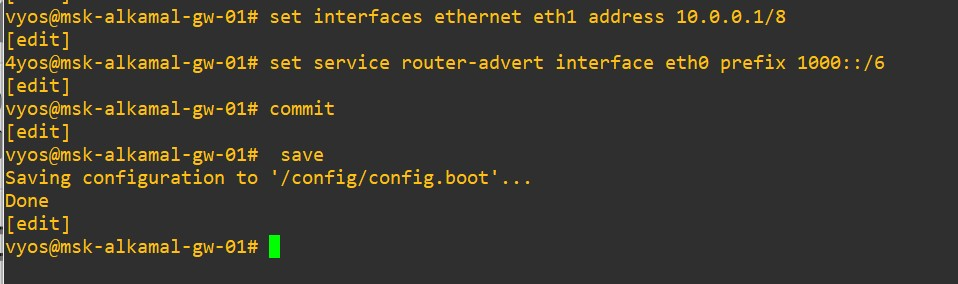 [edit]
vyos@msk-alkamal-gw-01# set interfaces ethernet eth1 address 10.0.0.1/8
[edit]
4yos@msk-alkamal-gw-01# set service router-advert interface eth0 prefix 1000::/6
[edit]
vyos@msk-alkamal-gw-01# commit
[edit]
vyos@msk-alkamal-gw-01#  save
Saving configuration to '/config/config.boot'...
Done
[edit]
vyos@msk-alkamal-gw-01#